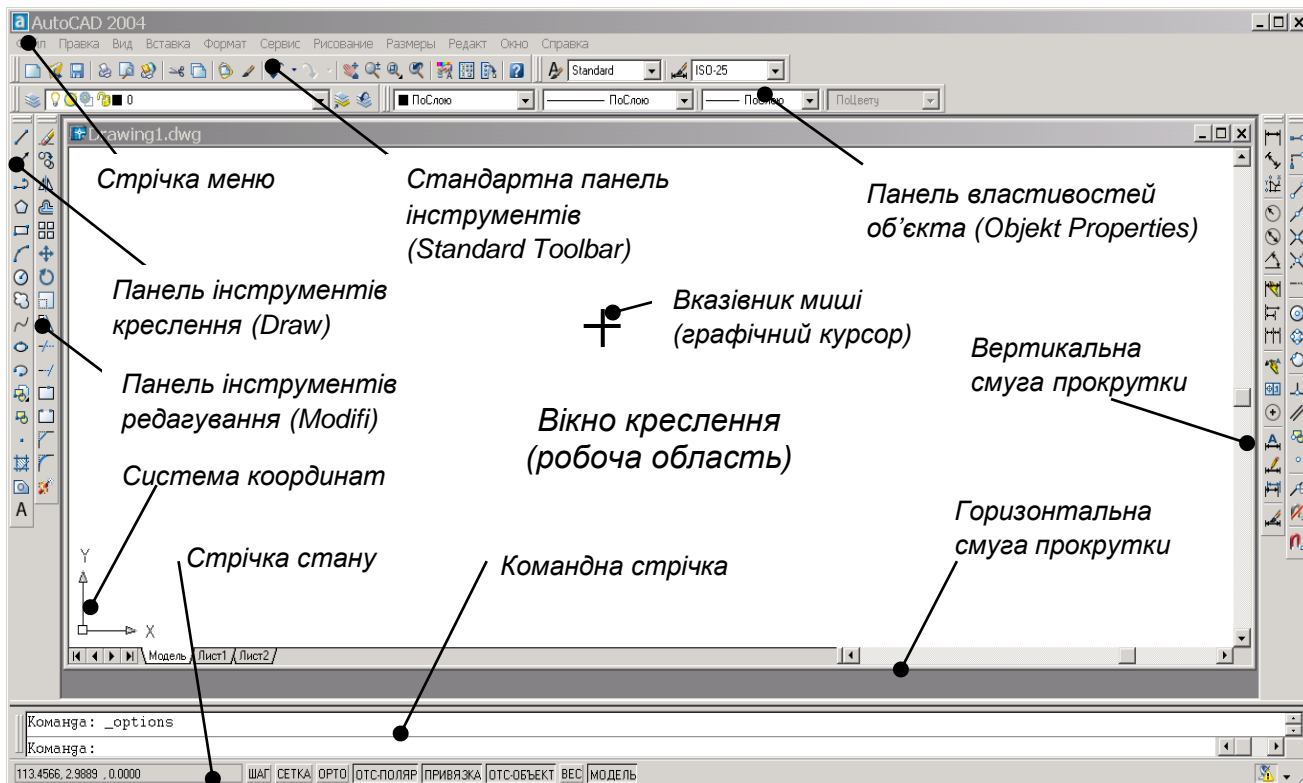 AutoCAD 2004
Файл Правка Вид Вставка Формат Сервис Рисование Размеры Редакт Окно Справка
Standard ISO-25
0 ПоСлою ПоСлою ПоСлою ПоЦвету
Drawing1.dwg
Стрічка меню
Стандартна панель
інструментів
(Standard Toolbar)
Панель властивостей
об’єкта (Objekt Properties)
Панель інструментів
креслення (Draw)
Вказівник миші
(графічний курсор)
Вертикальна
смуга прокрутки
Панель інструментів
редагування (Modifi)
Вікно креслення
(робоча область)
Система координат
Горизонтальна
смуга прокрутки
Стрічка стану
Командна стрічка
Y
X
Модель Лист1 Лист2
Команда: _options
Команда:
113.4566, 2.9889 , 0.0000 ШАГ СЕТКА ОРТО ОТС-ПОЛЯР ПРИВЯЗКА ОТС-ОБЪЕКТ ВЕС МОДЕЛЬ